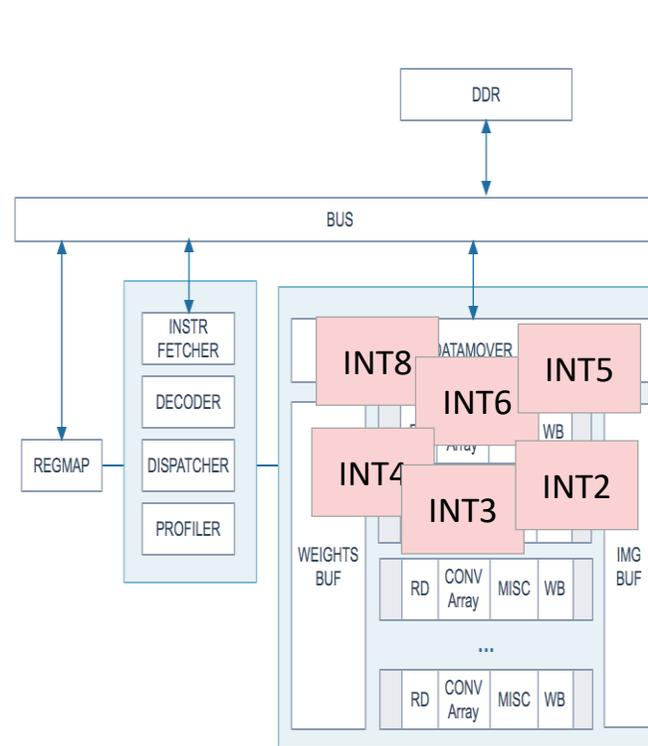 DDR
BUS
INSTR
FETCHER
DECODER
DISPATCHER
PROFILER
REGMAP
DATAMOVER
INT8
INT5
INT6
WB
Array
INT4
INT3
INT2
WEIGHTS
BUF
IMG
BUF
RD
CONV
Array
MISC
WB
...
RD
CONV
Array
MISC
WB